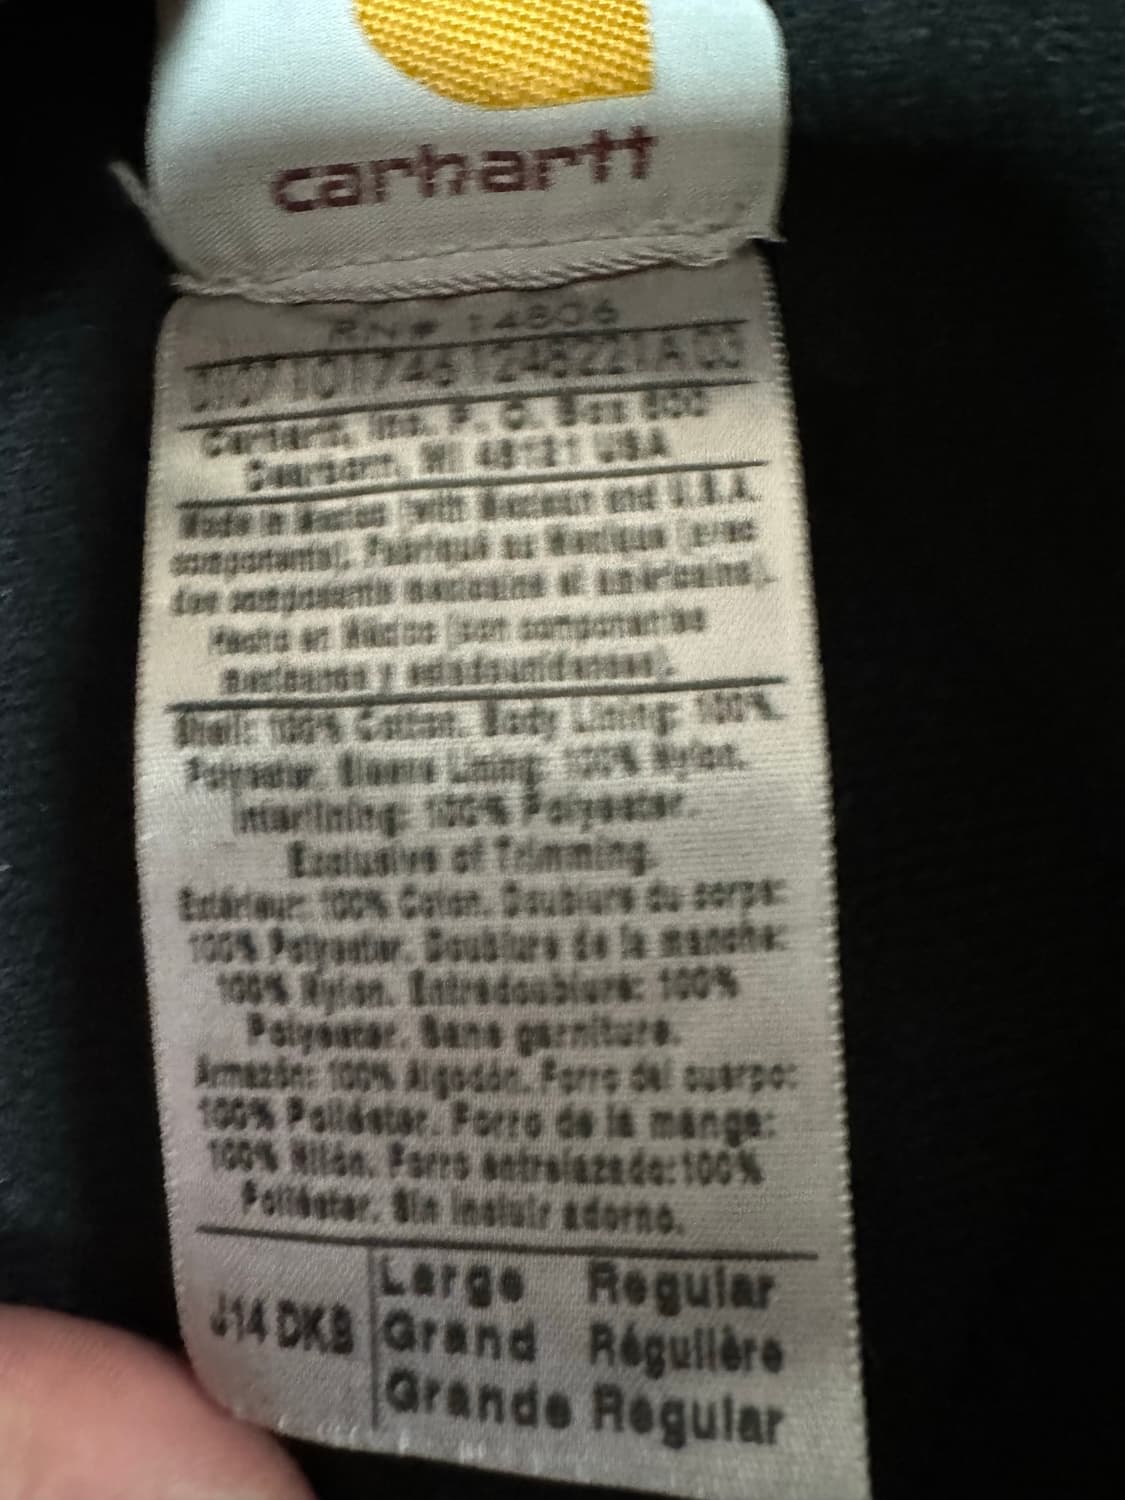 carhartt
RN# 14806
Carhartt, Inc. P. O. Box 600
Dearborn, MI 48121 USA
Made in Mexico (with Mexican and U.S.A.
components). Fabriqué au Mexique (avec
des composants mexicains et américains).
Hecho en México (con componentes
mexicanos y estadounidenses).
Shell: 100% Cotton. Body Lining: 100%
Polyester. Sleeve Lining: 100% Nylon.
Interlining: 100% Polyester.
Exclusive of Trimming.
Extérieur: 100% Coton. Doublure du corps:
100% Polyester. Doublure de la manche:
100% Nylon. Entredoublure: 100%
Polyester. Sans garniture.
Armazón: 100% Algodón. Forro del cuerpo:
100% Poliéster. Forro de la manga:
100% Nilón. Forro entrelazado:100%
Poliéster. Sin incluir adorno.
J14 DKB
Large Regular
Grand Régulière
Grande Regular